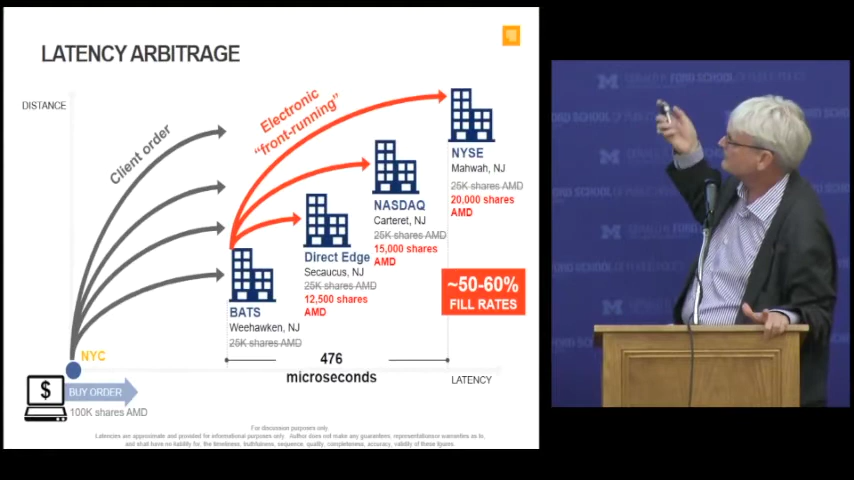 LATENCY ARBITRAGE
DISTANCE
Client order
Electronic
“front-running”
NYSE
Mahwah, NJ
25K shares AMD
20,000 shares
AMD
NASDAQ
Carteret, NJ
25K shares AMD
15,000 shares
AMD
Direct Edge
Secaucus, NJ
25K shares AMD
12,500 shares
AMD
BATS
Weehawken, NJ
25K shares AMD
~50-60%
FILL RATES
476
microseconds
LATENCY
NYC
$
BUY ORDER
100K shares AMD
For discussion purposes only.
Latencies are approximate and provided for informational purposes only. Author does not make any guarantees, representations or warranties as to,
and shall have no liability for, the timeliness, truthfulness, sequence, quality, completeness, accuracy, validity of these figures.
M
FORD SCHOOL
FORD SCHOOL
M